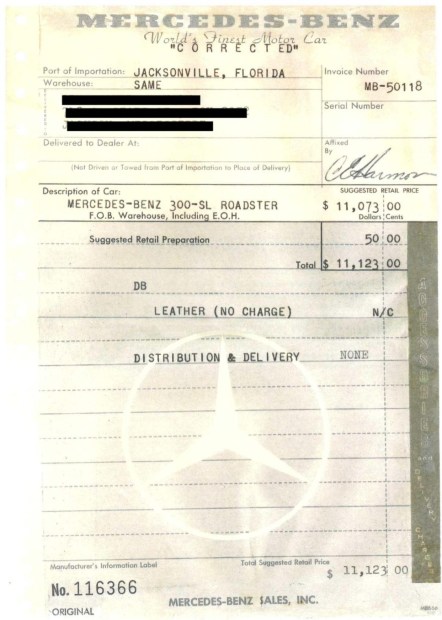 MERCEDES-BENZ
World's Finest Motor Car
"CORRECTED"
Port of Importation: JACKSONVILLE, FLORIDA
Warehouse: SAME
Invoice Number
MB-50118
Serial Number
Delivered to Dealer At:
Affixed
By
(Not Driven or Towed from Port of Importation to Place of Delivery)
Description of Car:
SUGGESTED RETAIL PRICE
MERCEDES-BENZ 300-SL ROADSTER $ 11,073 00
F.O.B. Warehouse, Including E.O.H. Dollars Cents
Suggested Retail Preparation 50 00
Total $ 11,123 00
DB
LEATHER (NO CHARGE) N/C
DISTRIBUTION & DELIVERY NONE
Manufacturer's Information Label
Total Suggested Retail Price $ 11,123 00
No. 116366
MERCEDES-BENZ SALES, INC.
ORIGINAL